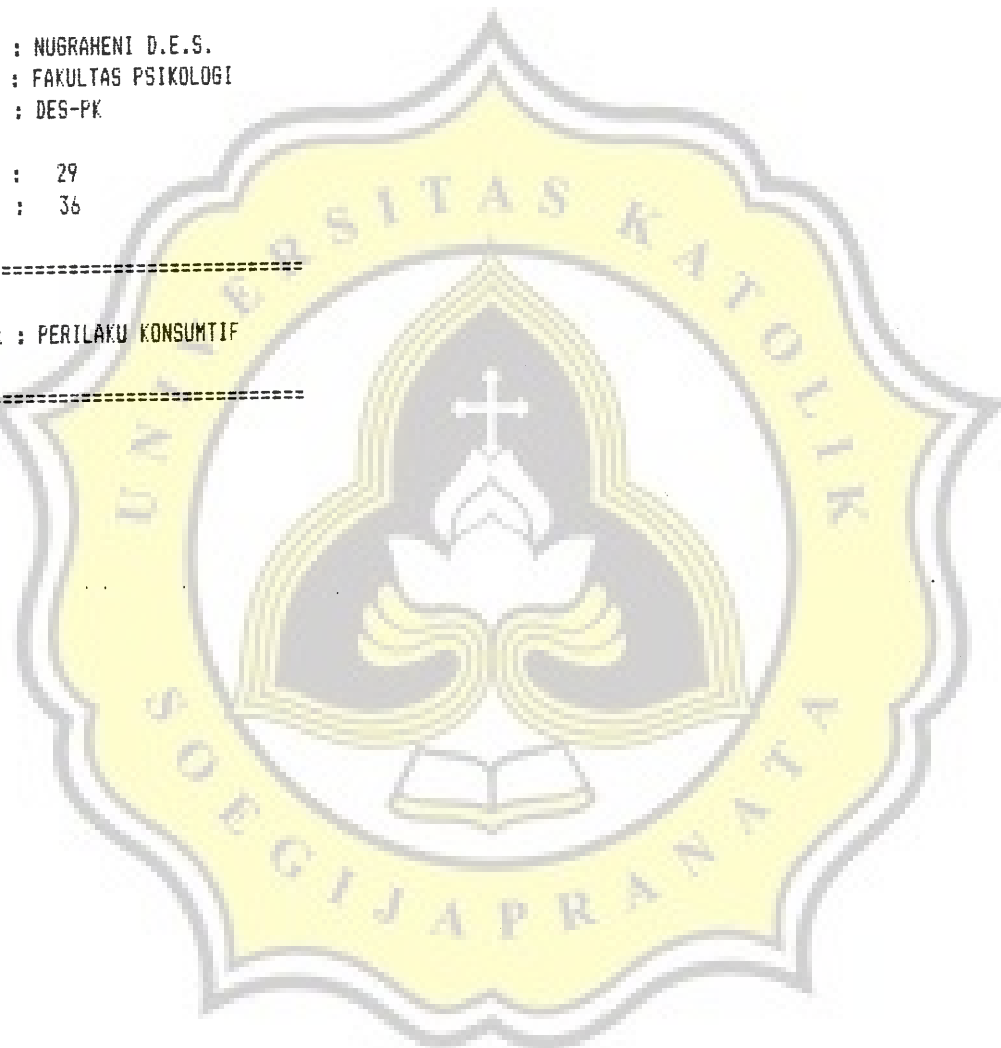 : NUGRAHENI D.E.S.
: FAKULTAS PSIKOLOGI
: DES-PK
: 29
: 36
================================
: PERILAKU KONSUMTIF
================================
UNIVERSITAS KATOLIK
SOEGIJAPRANATA